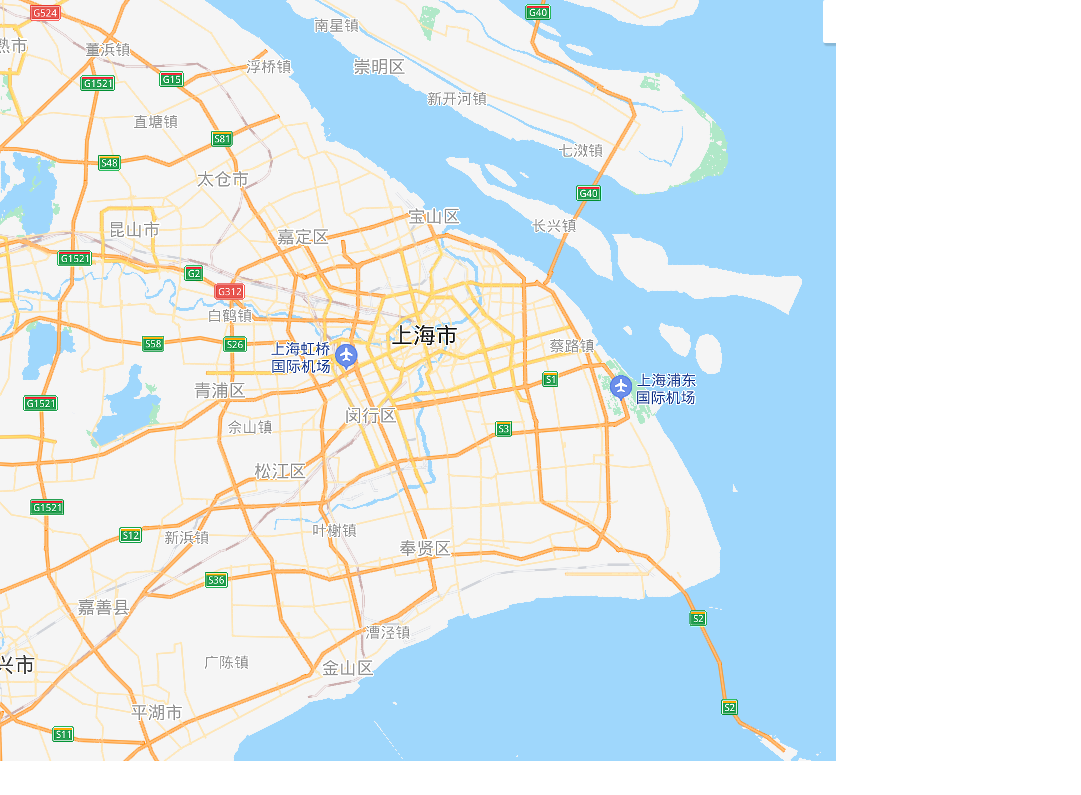 G524
G40
南星镇
熟市
董浜镇
浮桥镇
崇明区
G1521
G15
新开河镇
直塘镇
S81
七滧镇
S48
太仓市
G40
宝山区
长兴镇
昆山市
嘉定区
G1521
G2
G312
白鹤镇
上海市
S58
S26
上海虹桥
国际机场
蔡路镇
S1
上海浦东
国际机场
青浦区
G1521
闵行区
佘山镇
S3
松江区
G1521
叶榭镇
S12
新浜镇
奉贤区
S36
嘉善县
S2
漕泾镇
兴市
广陈镇
金山区
平湖市
S2
S11